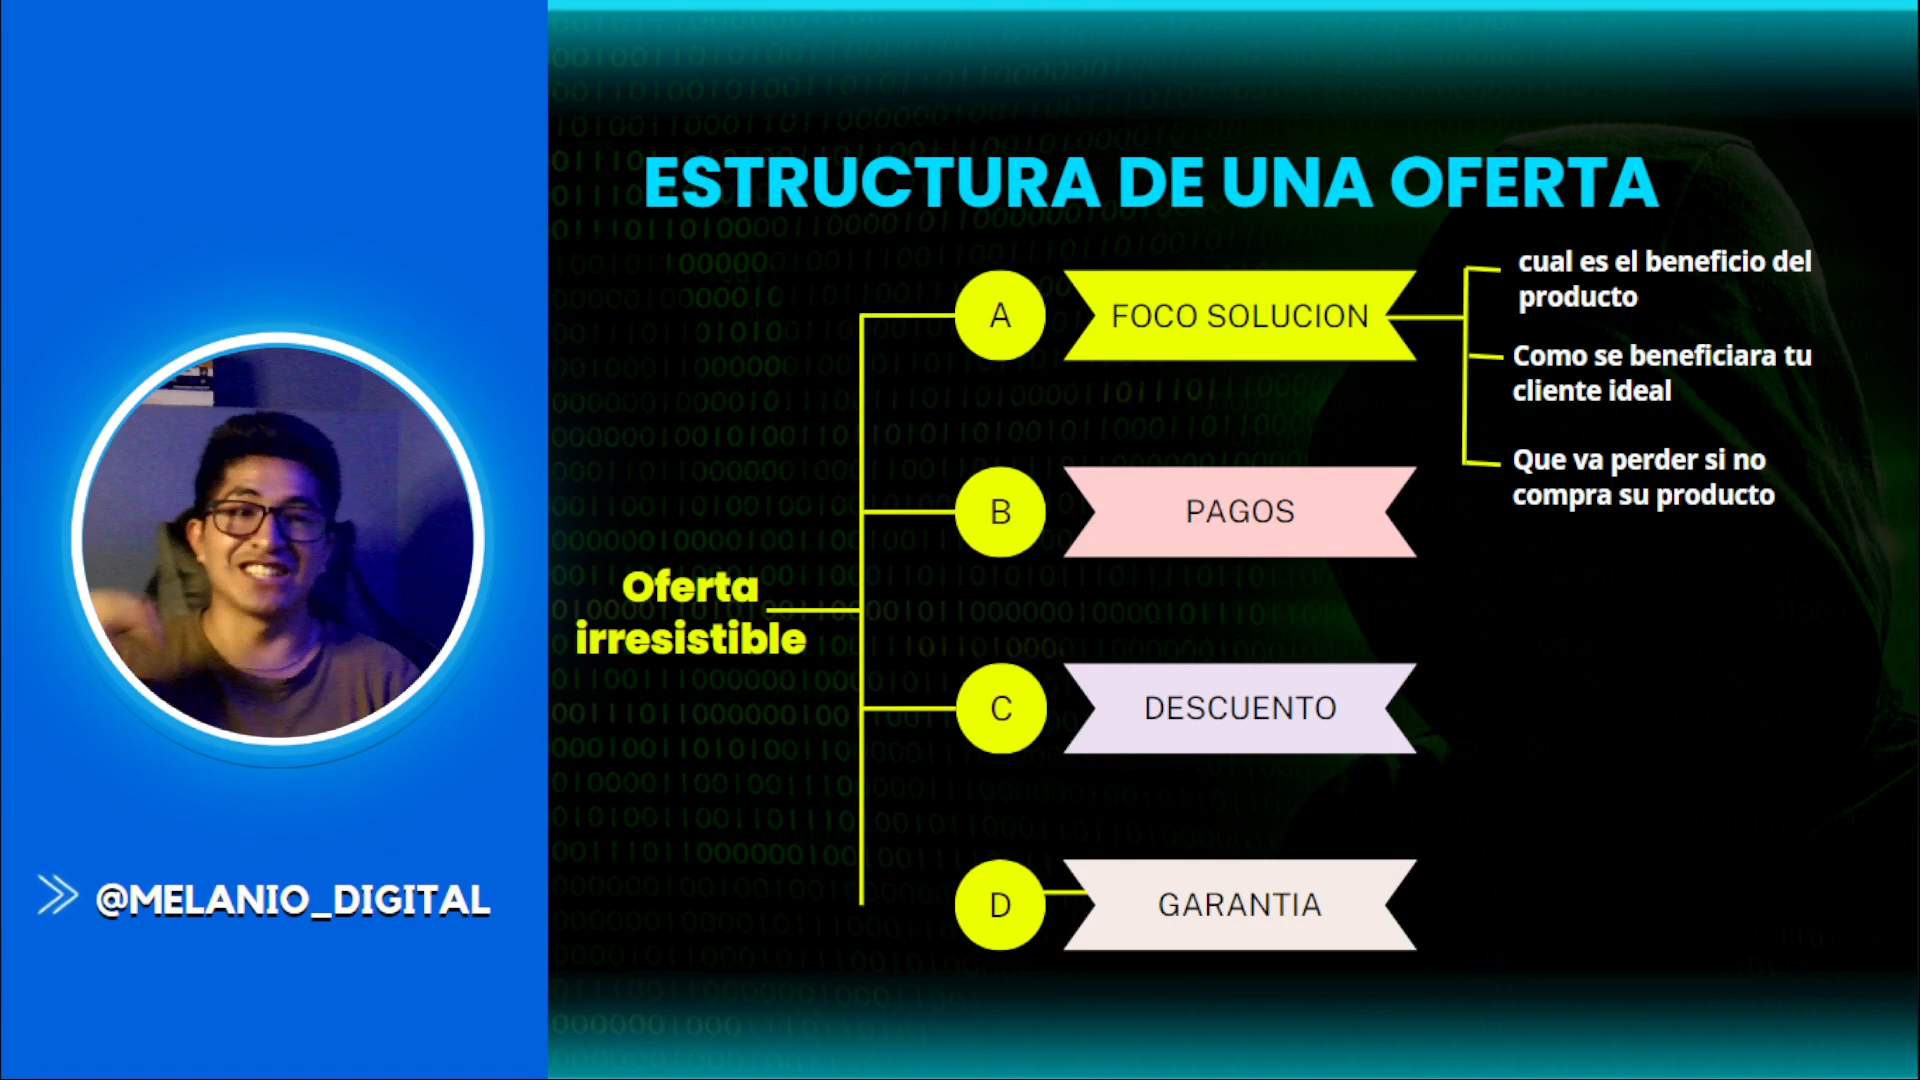 ESTRUCTURA DE UNA OFERTA
A
FOCO SOLUCION
cual es el beneficio del
producto
Como se beneficiara tu
cliente ideal
Que va perder si no
compra su producto
B
PAGOS
Oferta
irresistible
C
DESCUENTO
D
GARANTIA
@MELANIO_DIGITAL